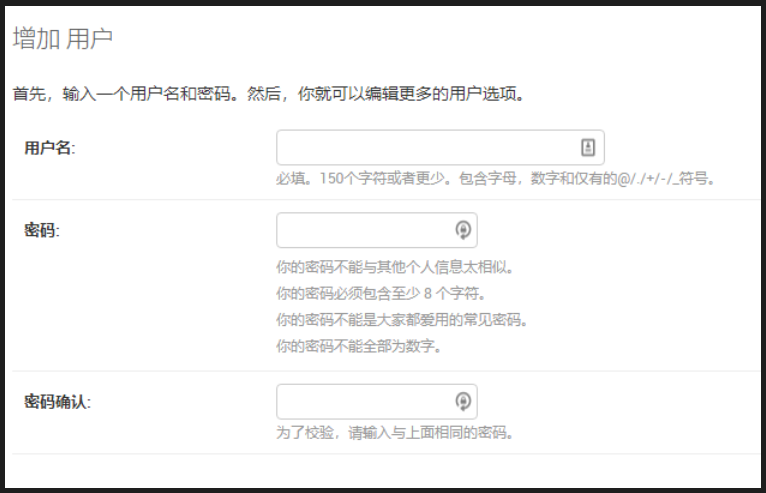 增加 用户
首先，输入一个用户名和密码。然后，你就可以编辑更多的用户选项。
用户名:
必填。150个字符或者更少。包含字母，数字和仅有的@/./+/-/_符号。
密码:
你的密码不能与其他个人信息太相似。
你的密码必须包含至少 8 个字符。
你的密码不能是大家都爱用的常见密码。
你的密码不能全部为数字。
密码确认:
为了校验，请输入与上面相同的密码。